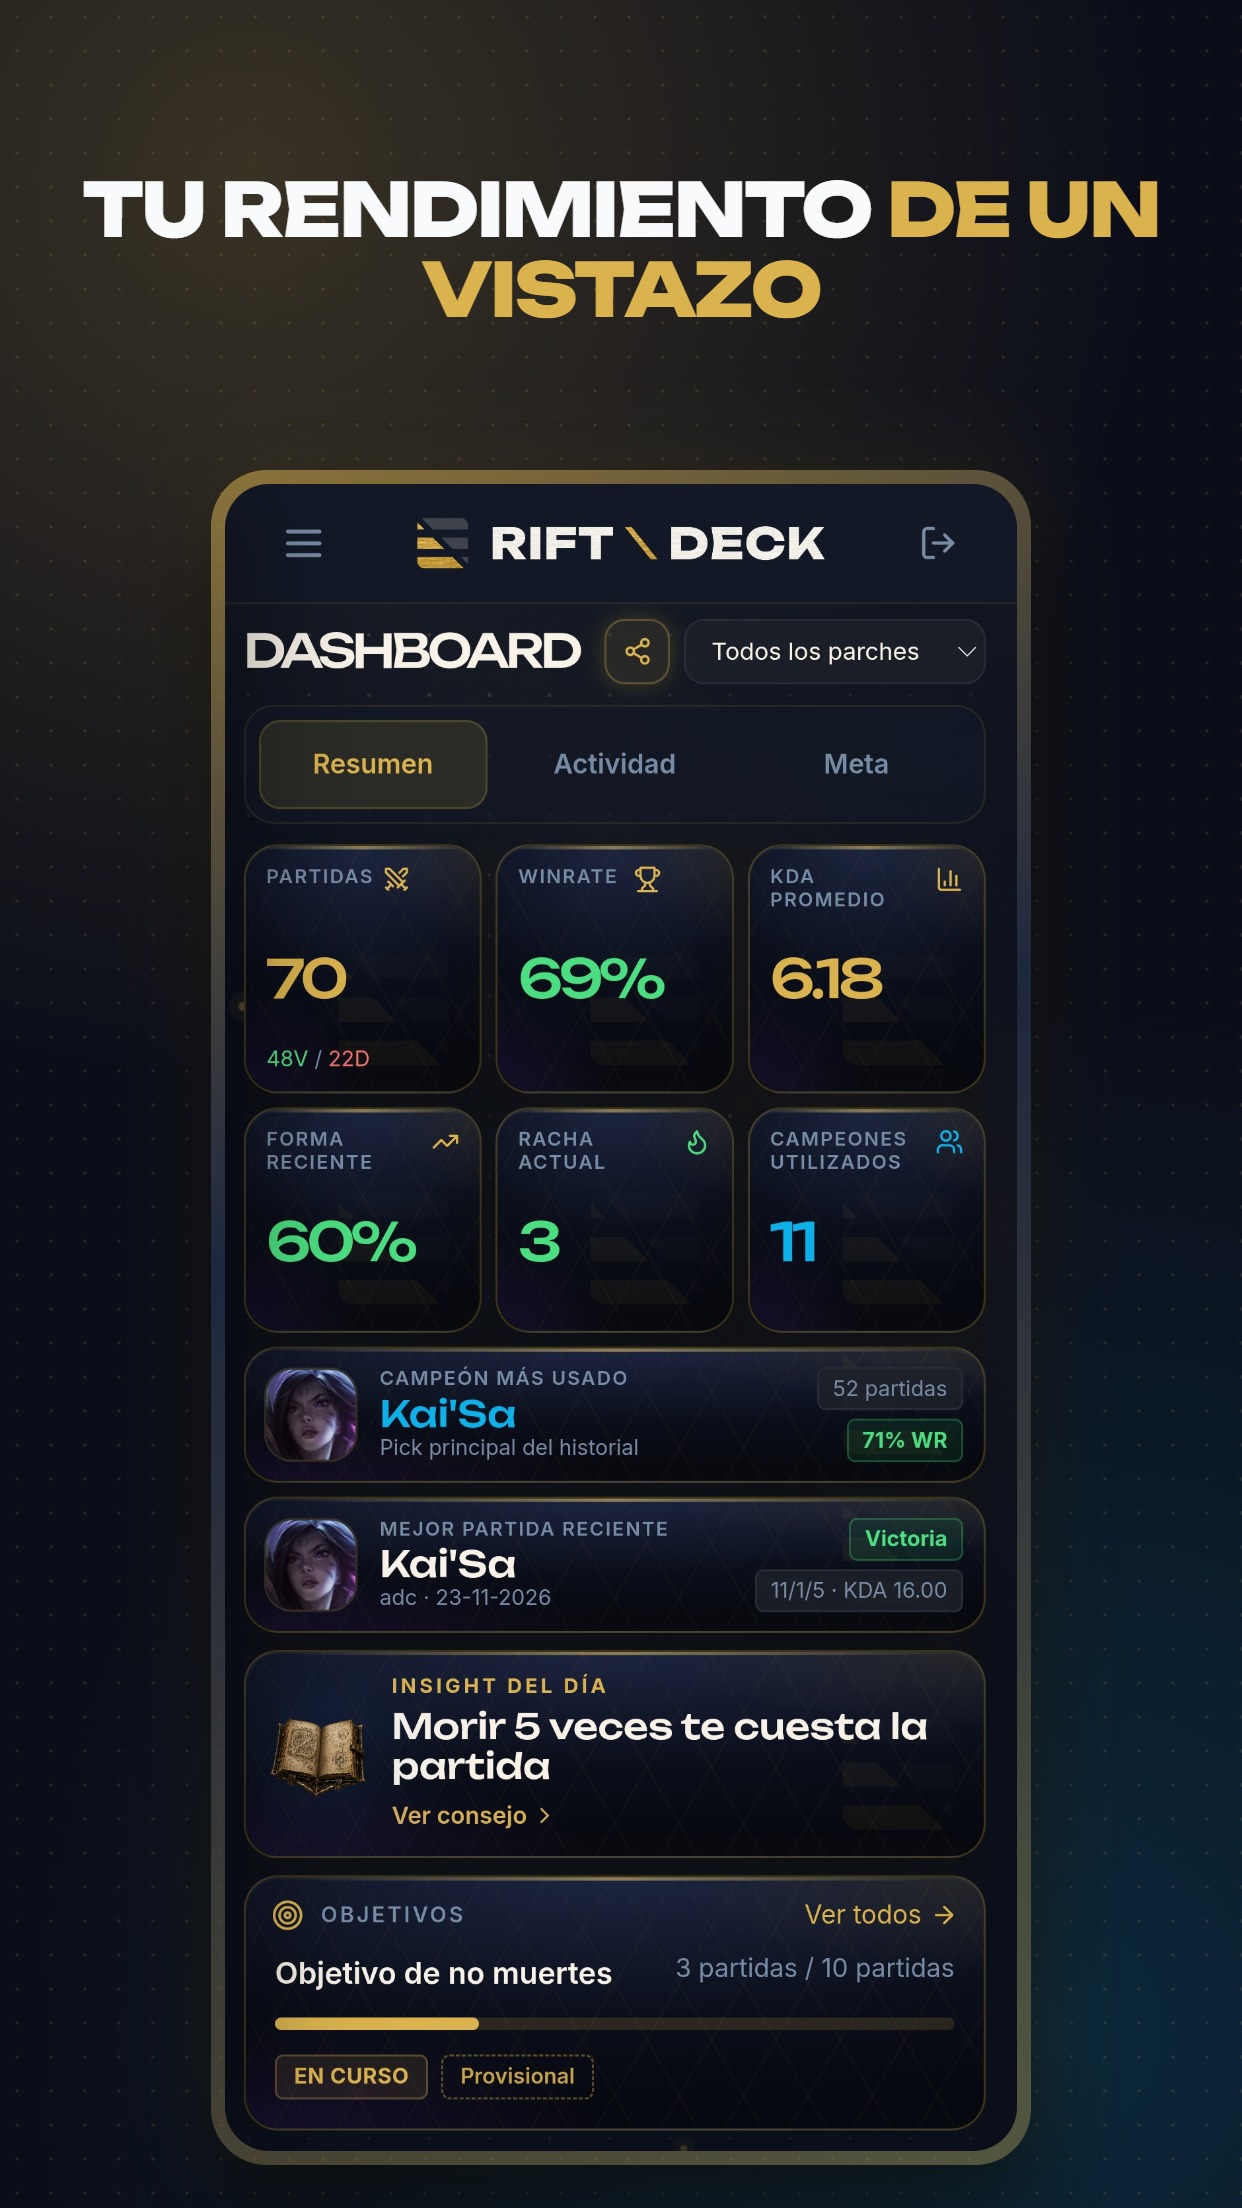 TU RENDIMIENTO DE UN
VISTAZO
RIFT \ DECK
DASHBOARD
Todos los parches
Resumen
Actividad
Meta
PARTIDAS
70
48V / 22D
WINRATE
69%
KDA
PROMEDIO
6.18
FORMA
RECIENTE
60%
RACHA
ACTUAL
3
CAMPEONES
UTILIZADOS
11
CAMPEÓN MÁS USADO
Kai'Sa
Pick principal del historial
52 partidas
71% WR
MEJOR PARTIDA RECIENTE
Kai'Sa
adc · 23-11-2026
Victoria
11/1/5 · KDA 16.00
INSIGHT DEL DÍA
Morir 5 veces te cuesta la
partida
Ver consejo
OBJETIVOS
Ver todos
Objetivo de no muertes
3 partidas / 10 partidas
EN CURSO
Provisional